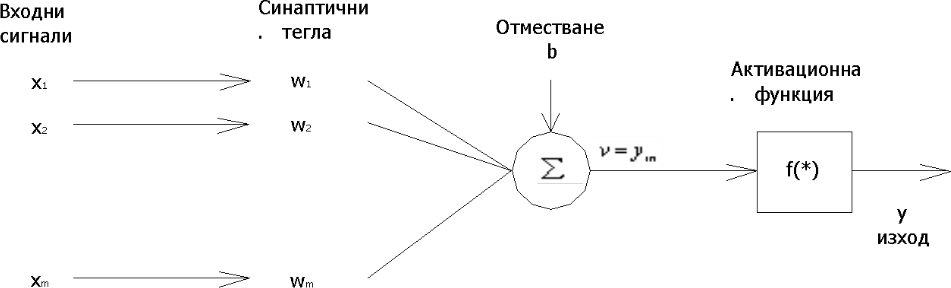 Входни
сигнали
Синаптични
. тегла
Отместване
b
Активационна
. функция
x1
w1
x2
w2
∑
ν = yin
f(*)
y
изход
xm
wm